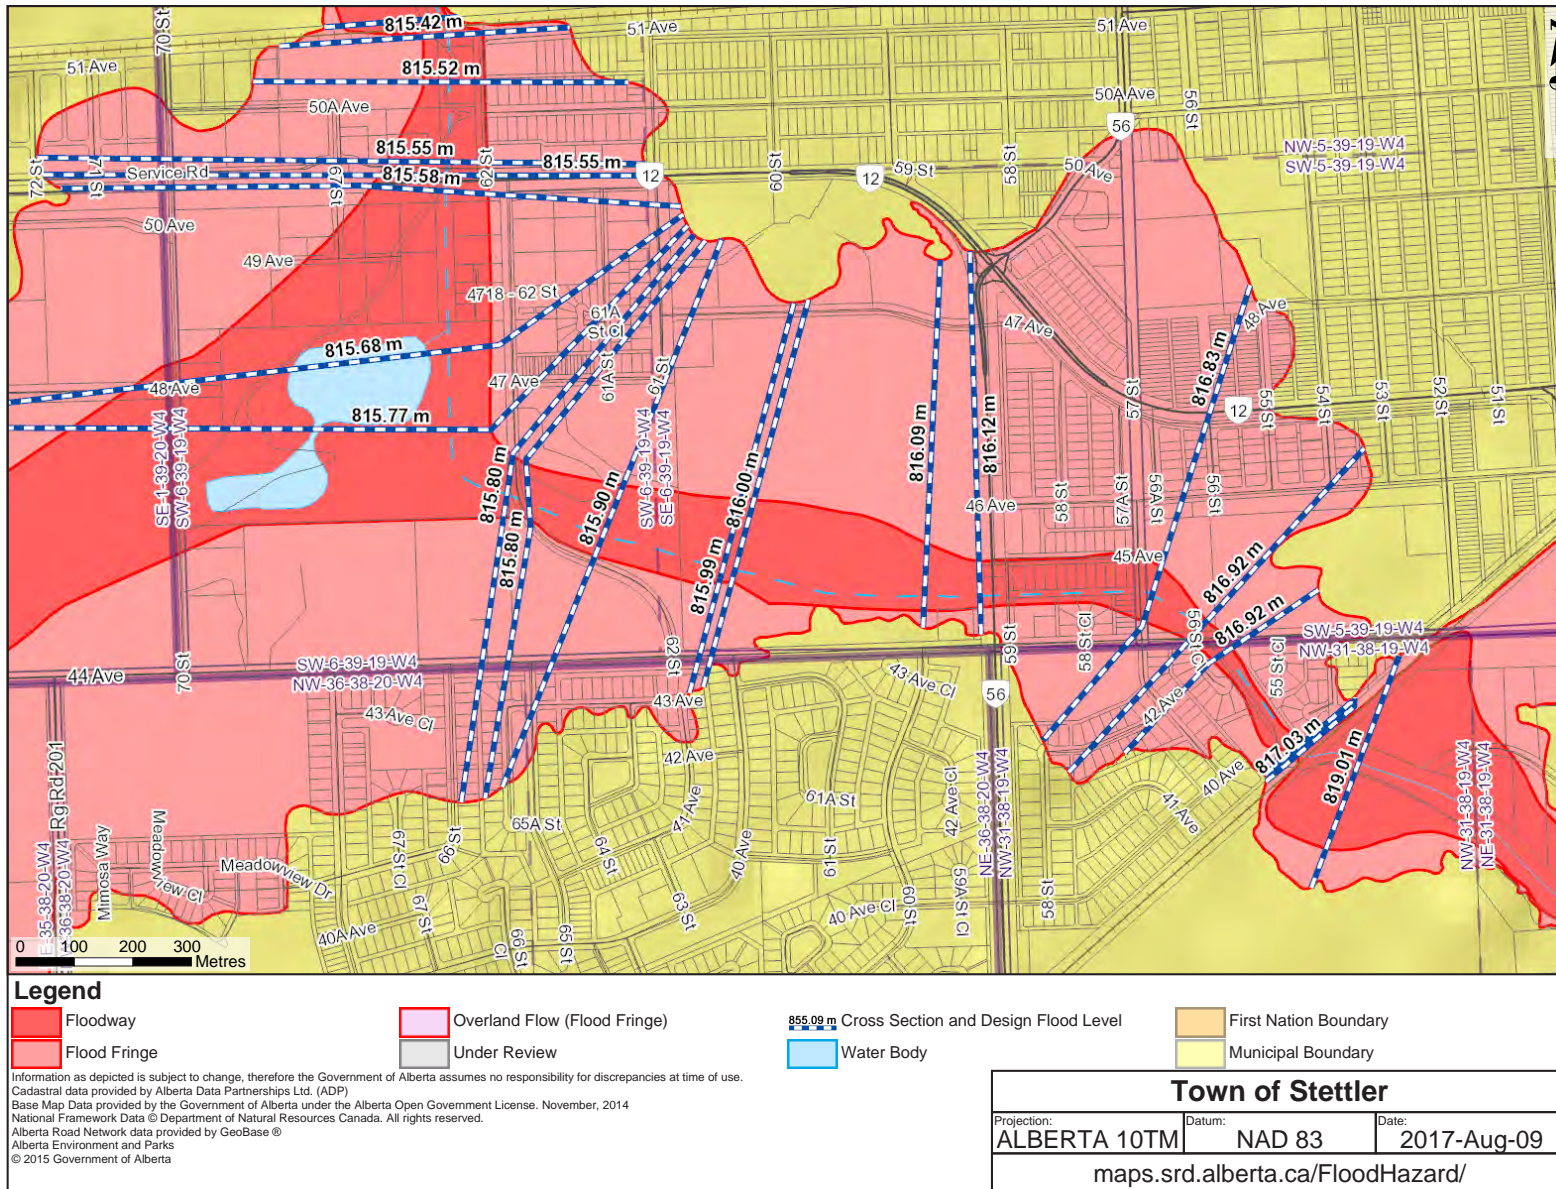 815.42 m
51 Ave
51 Ave
70 St
51 Ave
815.52 m
62 St
50A Ave
50A Ave
56 St
56
NW-5-39-19-W4
SW-5-39-19-W4
815.55 m
815.55 m
72 St
71 St
Service Rd
67 St
815.58 m
12
60 St
12
59 St
58 St
50 Ave
50 Ave
49 Ave
4718 - 62 St
61A
St Cl
47 Ave
48 Ave
815.68 m
48 Ave
47 Ave
61A St
61 St
816.83 m
12
57 St
55 St
54 St
53 St
52 St
51 St
815.77 m
SE-1-39-20-W4
SW-6-39-19-W4
SW-6-39-19-W4
SE-6-39-19-W4
815.80 m
815.80 m
815.90 m
815.99 m
816.00 m
816.09 m
816.12 m
46 Ave
58 St
57A St
56A St
56 St
45 Ave
816.92 m
816.92 m
SW-5-39-19-W4
NW-31-38-19-W4
44 Ave
70 St
SW-6-39-19-W4
NW-36-38-20-W4
62 St
59 St
58 St Cl
56 St Cl
55 St Cl
43 Ave Cl
43 Ave
43 Ave Cl
56
42 Ave
42 Ave
817.03 m
819.01 m
40 Ave
41 Ave
Rg Rd 201
E-35-38-20-W4
W-36-38-20-W4
Mimosa Way
Meadowview Cl
Meadowview Dr
67 St Cl
66 St
65A St
64 St
41 Ave
40 Ave
61A St
61 St
42 Ave Cl
NE-36-38-20-W4
NW-31-38-19-W4
NW-31-38-19-W4
NE-31-38-19-W4
40A Ave
67 St
66 St
Cl
65 St
63 St
40 Ave Cl
60 St
59A St Cl
58 St
0 100 200 300
Metres
Legend
Floodway
Flood Fringe
Overland Flow (Flood Fringe)
Under Review
855.09 m Cross Section and Design Flood Level
Water Body
First Nation Boundary
Municipal Boundary
Information as depicted is subject to change, therefore the Government of Alberta assumes no responsibility for discrepancies at time of use.
Cadastral data provided by Alberta Data Partnerships Ltd. (ADP)
Base Map Data provided by the Government of Alberta under the Alberta Open Government License. November, 2014
National Framework Data © Department of Natural Resources Canada. All rights reserved.
Alberta Road Network data provided by GeoBase ®
Alberta Environment and Parks
© 2015 Government of Alberta
Town of Stettler
Projection:
ALBERTA 10TM
Datum:
NAD 83
Date:
2017-Aug-09
maps.srd.alberta.ca/FloodHazard/